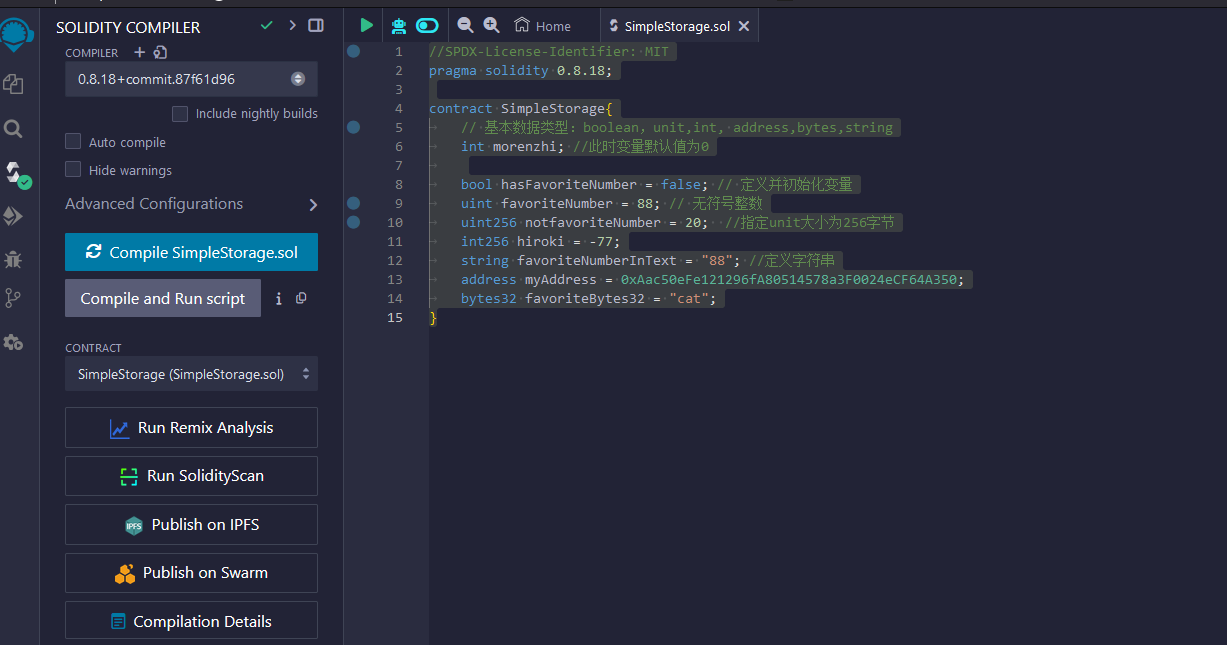 SOLIDITY COMPILER
COMPILER
0.8.18+commit.87f61d96
Include nightly builds
Auto compile
Hide warnings
Advanced Configurations
Compile SimpleStorage.sol
Compile and Run script
CONTRACT
SimpleStorage (SimpleStorage.sol)
Run Remix Analysis
Run SolidityScan
IPFS
Publish on IPFS
Publish on Swarm
Compilation Details
Home
SimpleStorage.sol
1 //SPDX-License-Identifier: MIT
2 pragma solidity 0.8.18;
3
4 contract SimpleStorage{
5 // 基本数据类型：boolean，unit,int, address,bytes,string
6 int morenzhi; //此时变量默认值为0
7
8 bool hasFavoriteNumber = false; // 定义并初始化变量
9 uint favoriteNumber = 88; // 无符号整数
10 uint256 notfavoriteNumber = 20;  //指定unit大小为256字节
11 int256 hiroki = -77;
12 string favoriteNumberInText = "88"; //定义字符串
13 address myAddress = 0xAac50eFe121296fA80514578a3F0024eCF64A350;
14 bytes32 favoriteBytes32 = "cat";
15 }